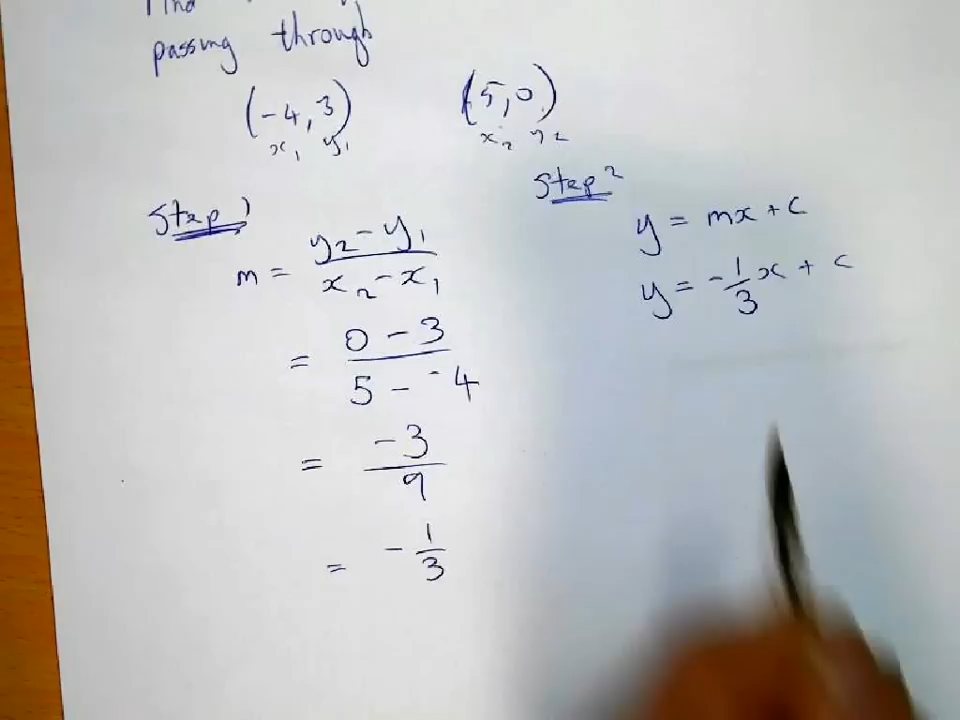 Find
passing through
(-4, 3) (5, 0)
x₁ y₁ x₂ y₂
Step 1
m = y₂ - y₁ / x₂ - x₁
= 0 - 3 / 5 - -4
= -3 / 9
= - 1/3
Step 2
y = mx + c
y = - 1/3 x + c